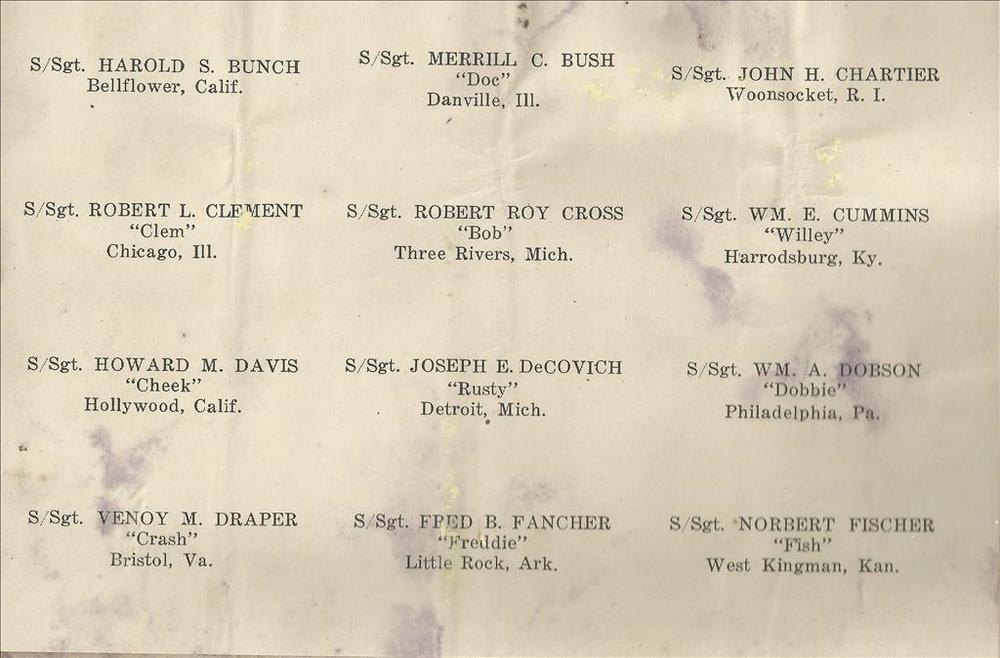 S/Sgt. HAROLD S. BUNCH
Bellflower, Calif.
S/Sgt. MERRILL C. BUSH
“Doc”
Danville, Ill.
S/Sgt. JOHN H. CHARTIER
Woonsocket, R. I.
S/Sgt. ROBERT L. CLEMENT
“Clem”
Chicago, Ill.
S/Sgt. ROBERT ROY CROSS
“Bob”
Three Rivers, Mich.
S/Sgt. WM. E. CUMMINS
“Willey”
Harrodsburg, Ky.
S/Sgt. HOWARD M. DAVIS
“Cheek”
Hollywood, Calif.
S/Sgt. JOSEPH E. DeCOVICH
“Rusty”
Detroit, Mich.
S/Sgt. WM. A. DOBSON
“Dobbie”
Philadelphia, Pa.
S/Sgt. VENOY M. DRAPER
“Crash”
Bristol, Va.
S/Sgt. FRED B. FANCHER
“Freddie”
Little Rock, Ark.
S/Sgt. NORBERT FISCHER
“Fish”
West Kingman, Kan.